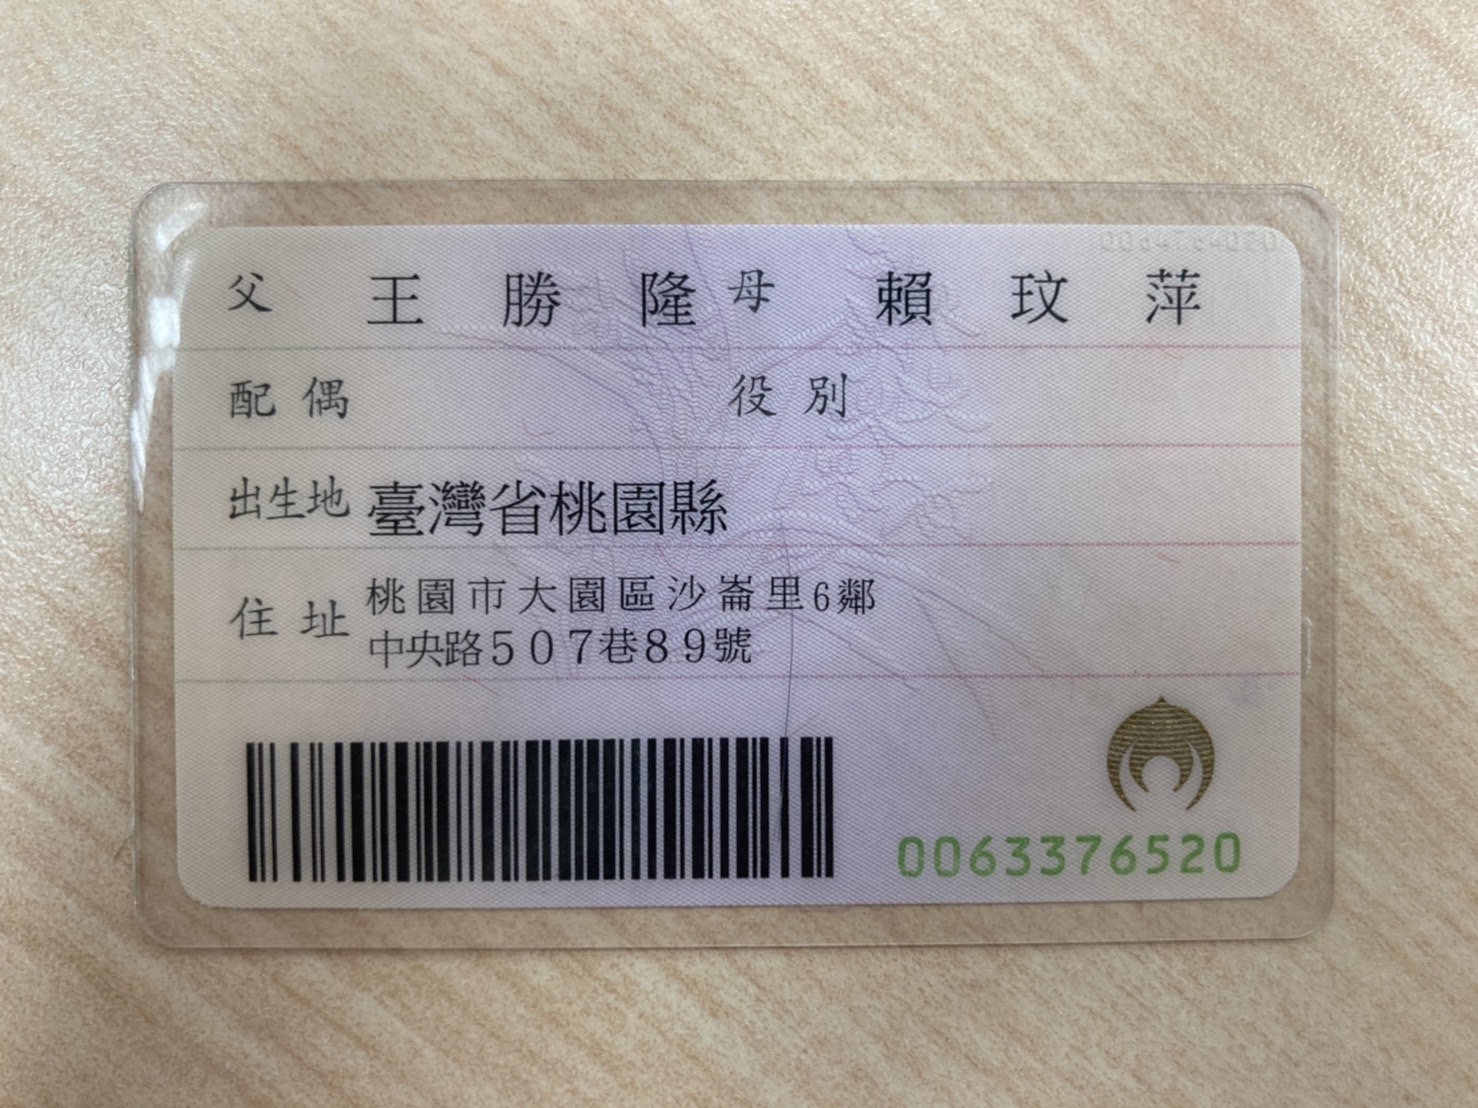 父 王勝隆 母 賴玟萍
配偶 役別
出生地 臺灣省桃園縣
住址 桃園市大園區沙崙里6鄰
中央路507巷89號
0063376520